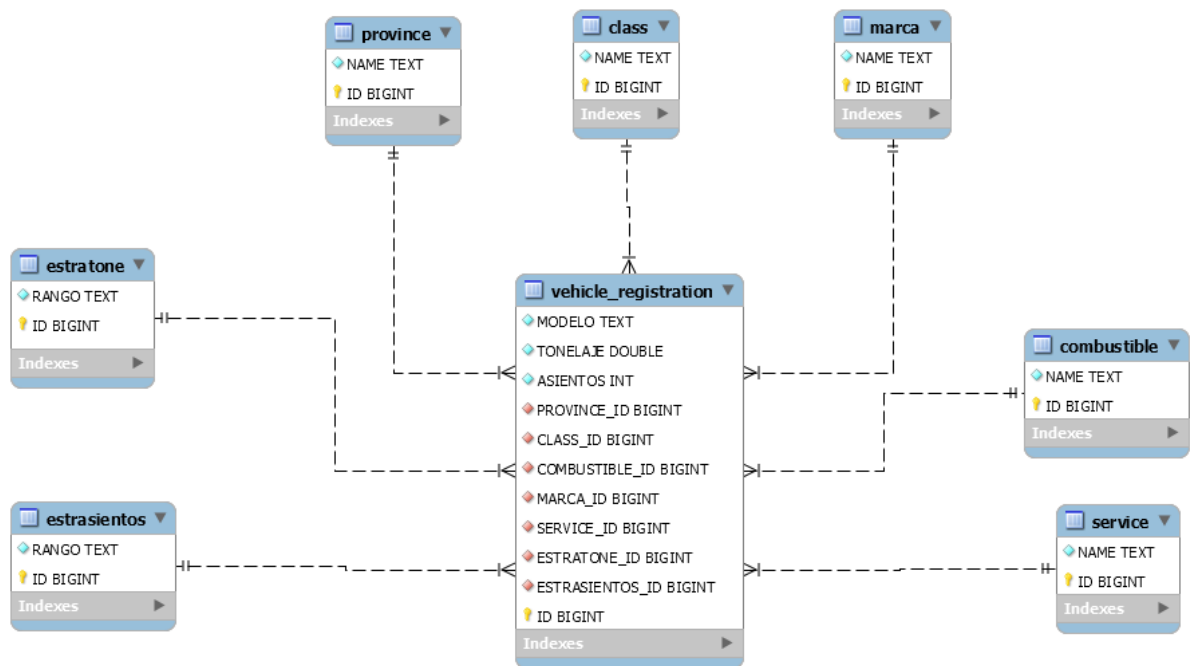 province
NAME TEXT
ID BIGINT
Indexes
class
NAME TEXT
ID BIGINT
Indexes
marca
NAME TEXT
ID BIGINT
Indexes
estratone
RANGO TEXT
ID BIGINT
Indexes
vehicle_registration
MODELO TEXT
TONELAJE DOUBLE
ASIENTOS INT
PROVINCE_ID BIGINT
CLASS_ID BIGINT
COMBUSTIBLE_ID BIGINT
MARCA_ID BIGINT
SERVICE_ID BIGINT
ESTRATONE_ID BIGINT
ESTRASIENTOS_ID BIGINT
ID BIGINT
Indexes
combustible
NAME TEXT
ID BIGINT
Indexes
estrasientos
RANGO TEXT
ID BIGINT
Indexes
service
NAME TEXT
ID BIGINT
Indexes